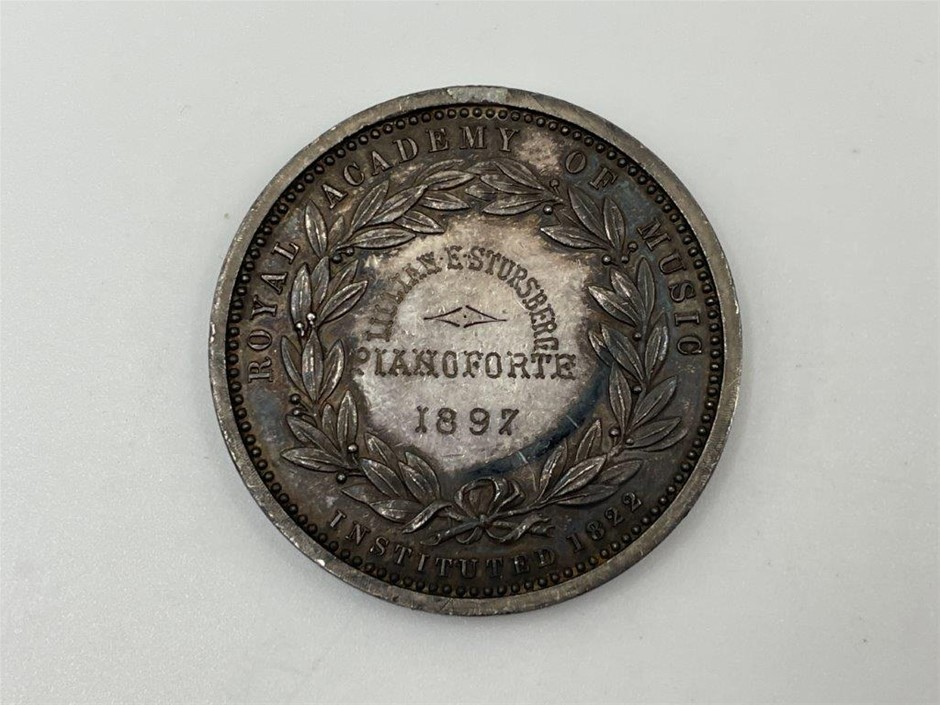 ROYAL ACADEMY OF MUSIC
LILLIAN·E·STURSBERG
PIANOFORTE
1897
INSTITUTED 1822